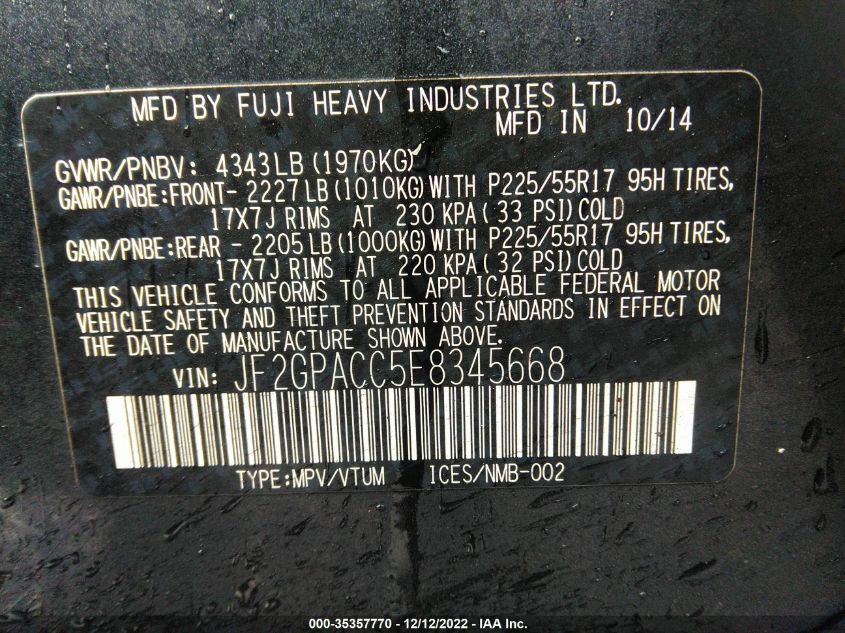 MFD BY FUJI HEAVY INDUSTRIES LTD.
MFD IN 10/14
GVWR/PNBV: 4343LB (1970KG)
GAWR/PNBE:FRONT- 2227LB (1010KG) WITH P225/55R17 95H TIRES,
17X7J RIMS AT 230 KPA( 33 PSI) COLD
GAWR/PNBE:REAR - 2205LB (1000KG) WITH P225/55R17 95H TIRES,
17X7J RIMS AT 220 KPA( 32 PSI) COLD
THIS VEHICLE CONFORMS TO ALL APPLICABLE FEDERAL MOTOR
VEHICLE SAFETY AND THEFT PREVENTION STANDARDS IN EFFECT ON
THE DATE OF MANUFACTURE SHOWN ABOVE.
VIN: JF2GPACC5E8345668
TYPE:MPV/VTUM ICES/NMB-002
000-35357770 - 12/12/2022 - IAA Inc.